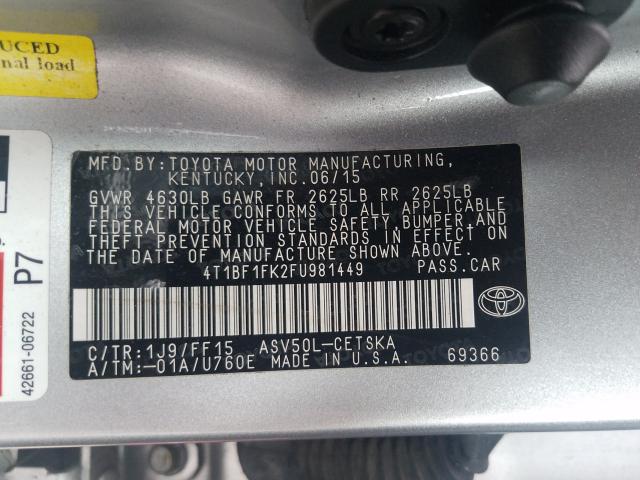 UCED
nal load
MFD. BY: TOYOTA MOTOR MANUFACTURING,
KENTUCKY, INC. 06/15
GVWR 4630LB GAWR FR 2625LB RR 2625LB
THIS VEHICLE CONFORMS TO ALL APPLICABLE
FEDERAL MOTOR VEHICLE SAFETY, BUMPER, AND
THEFT PREVENTION STANDARDS IN EFFECT ON
THE DATE OF MANUFACTURE SHOWN ABOVE.
4T1BF1FK2FU981449 PASS. CAR
C/TR: 1J9/FF15 ASV50L-CETSKA
A/TM: -01A/U760E MADE IN U.S.A. 69366
P7
42661-06722